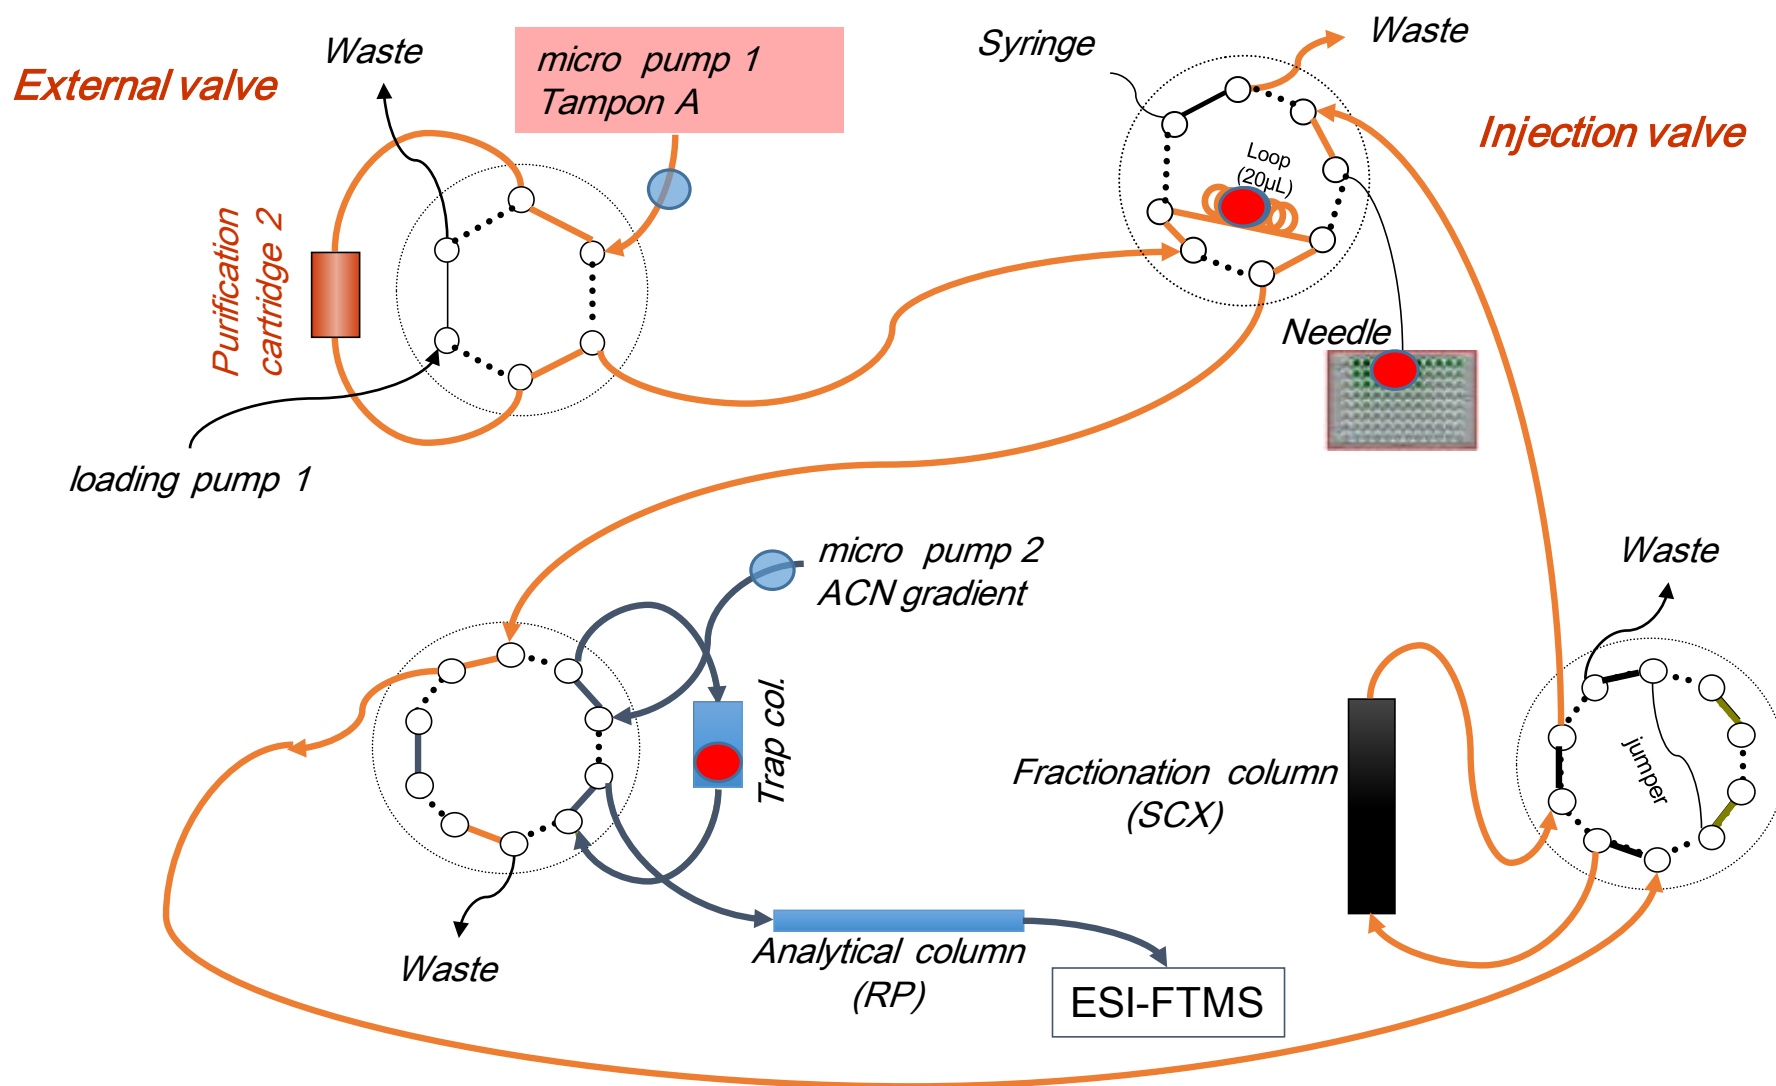 External valve
Waste
micro pump 1
Tampon A
Syringe
Waste
Injection valve
Loop
(20µL)
Purification
cartridge 2
Needle
loading pump 1
micro pump 2
ACN gradient
Waste
Trap col.
Fractionation column
(SCX)
jumper
Waste
Analytical column
(RP)
ESI-FTMS